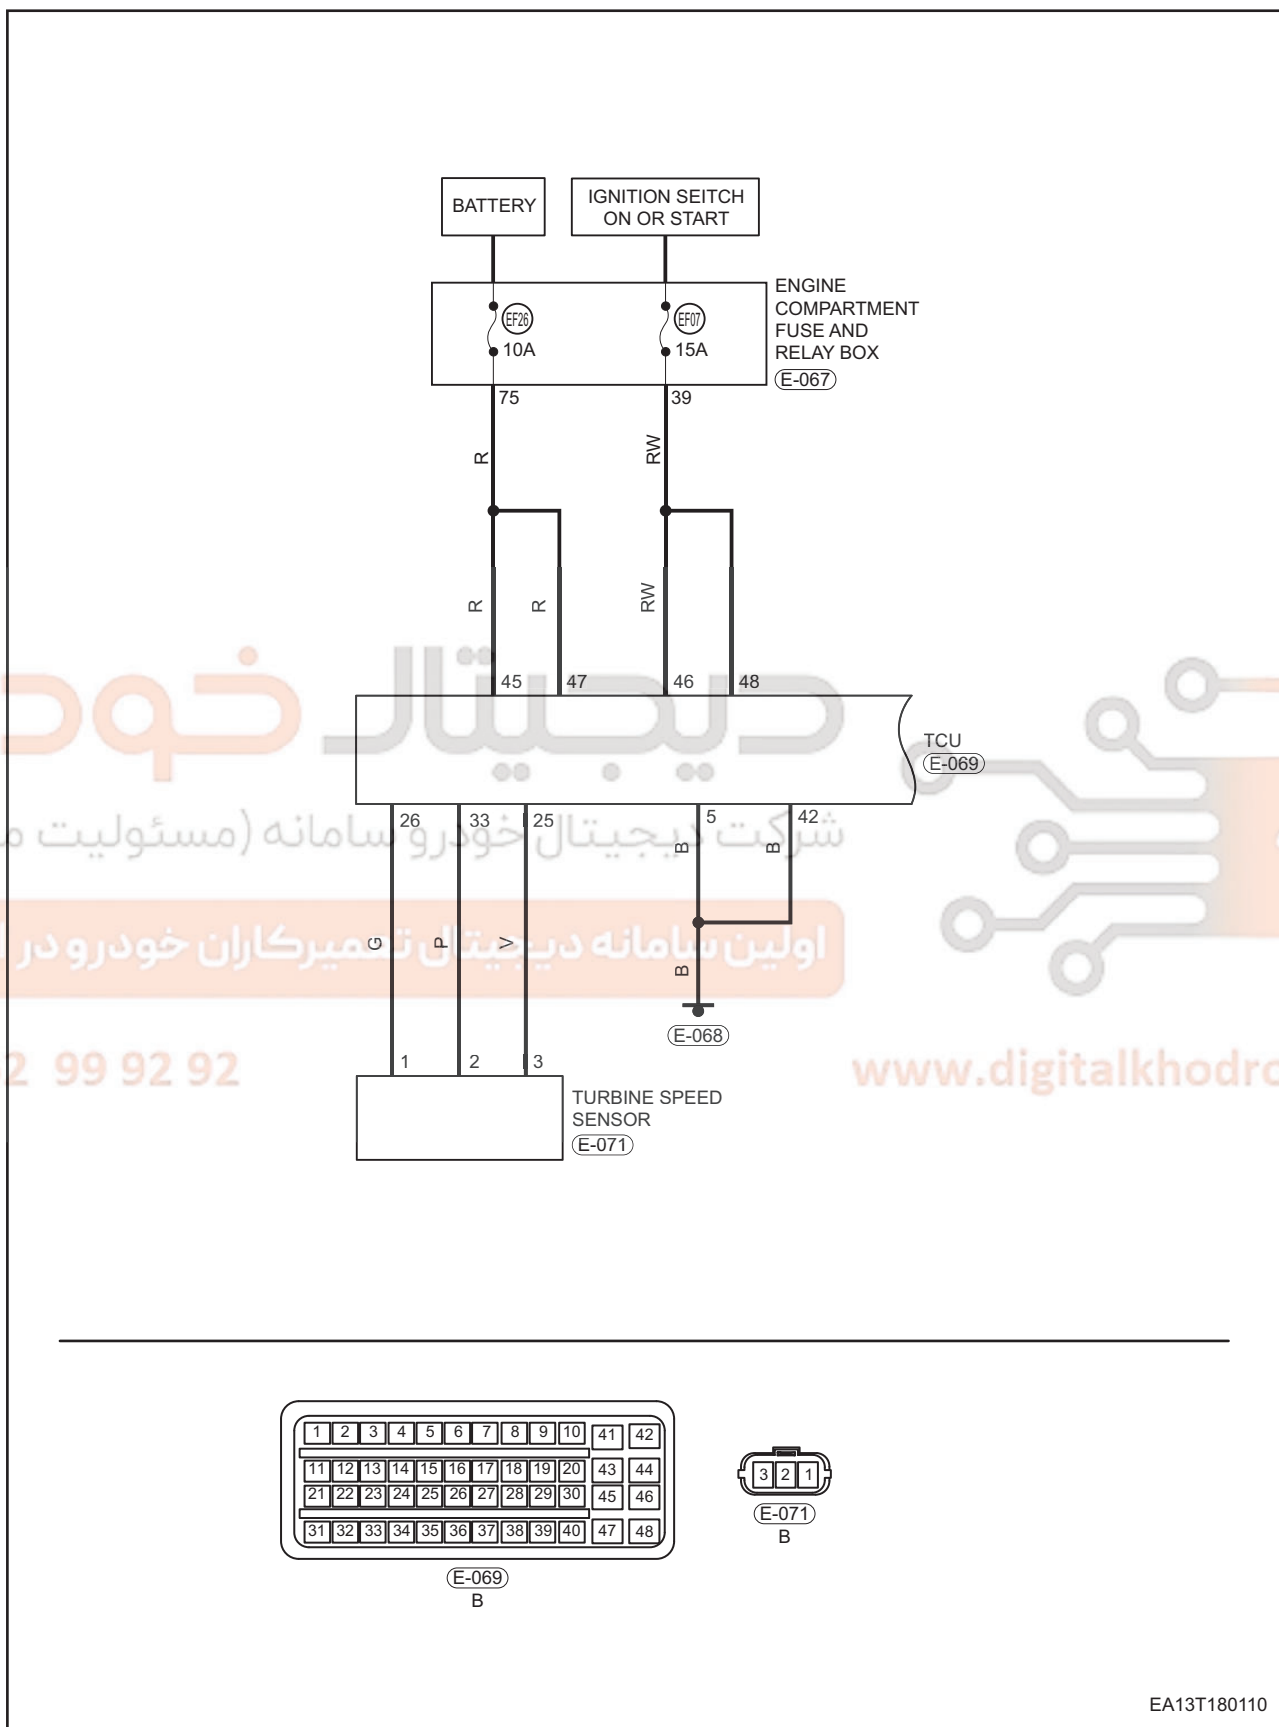 BATTERY
IGNITION SEITCH
ON OR START
EF26
10A
EF07
15A
ENGINE
COMPARTMENT
FUSE AND
RELAY BOX
E-067
75
39
R
RW
R
R
RW
45
47
46
48
دیجیتال خود
TCU
E-069
26
33
25
5
42
شرکت دیجیتال خودرو سامانه (مسئولیت
B
B
G
P
V
اولین سامانه دیجیتال تعمیرکاران خودرو در
B
E-068
2 99 92 92
www.digitalkhodro
1
2
3
TURBINE SPEED
SENSOR
E-071
1 2 3 4 5 6 7 8 9 10 41 42
11 12 13 14 15 16 17 18 19 20 43 44
21 22 23 24 25 26 27 28 29 30 45 46
31 32 33 34 35 36 37 38 39 40 47 48
E-069
B
3 2 1
E-071
B
EA13T180110